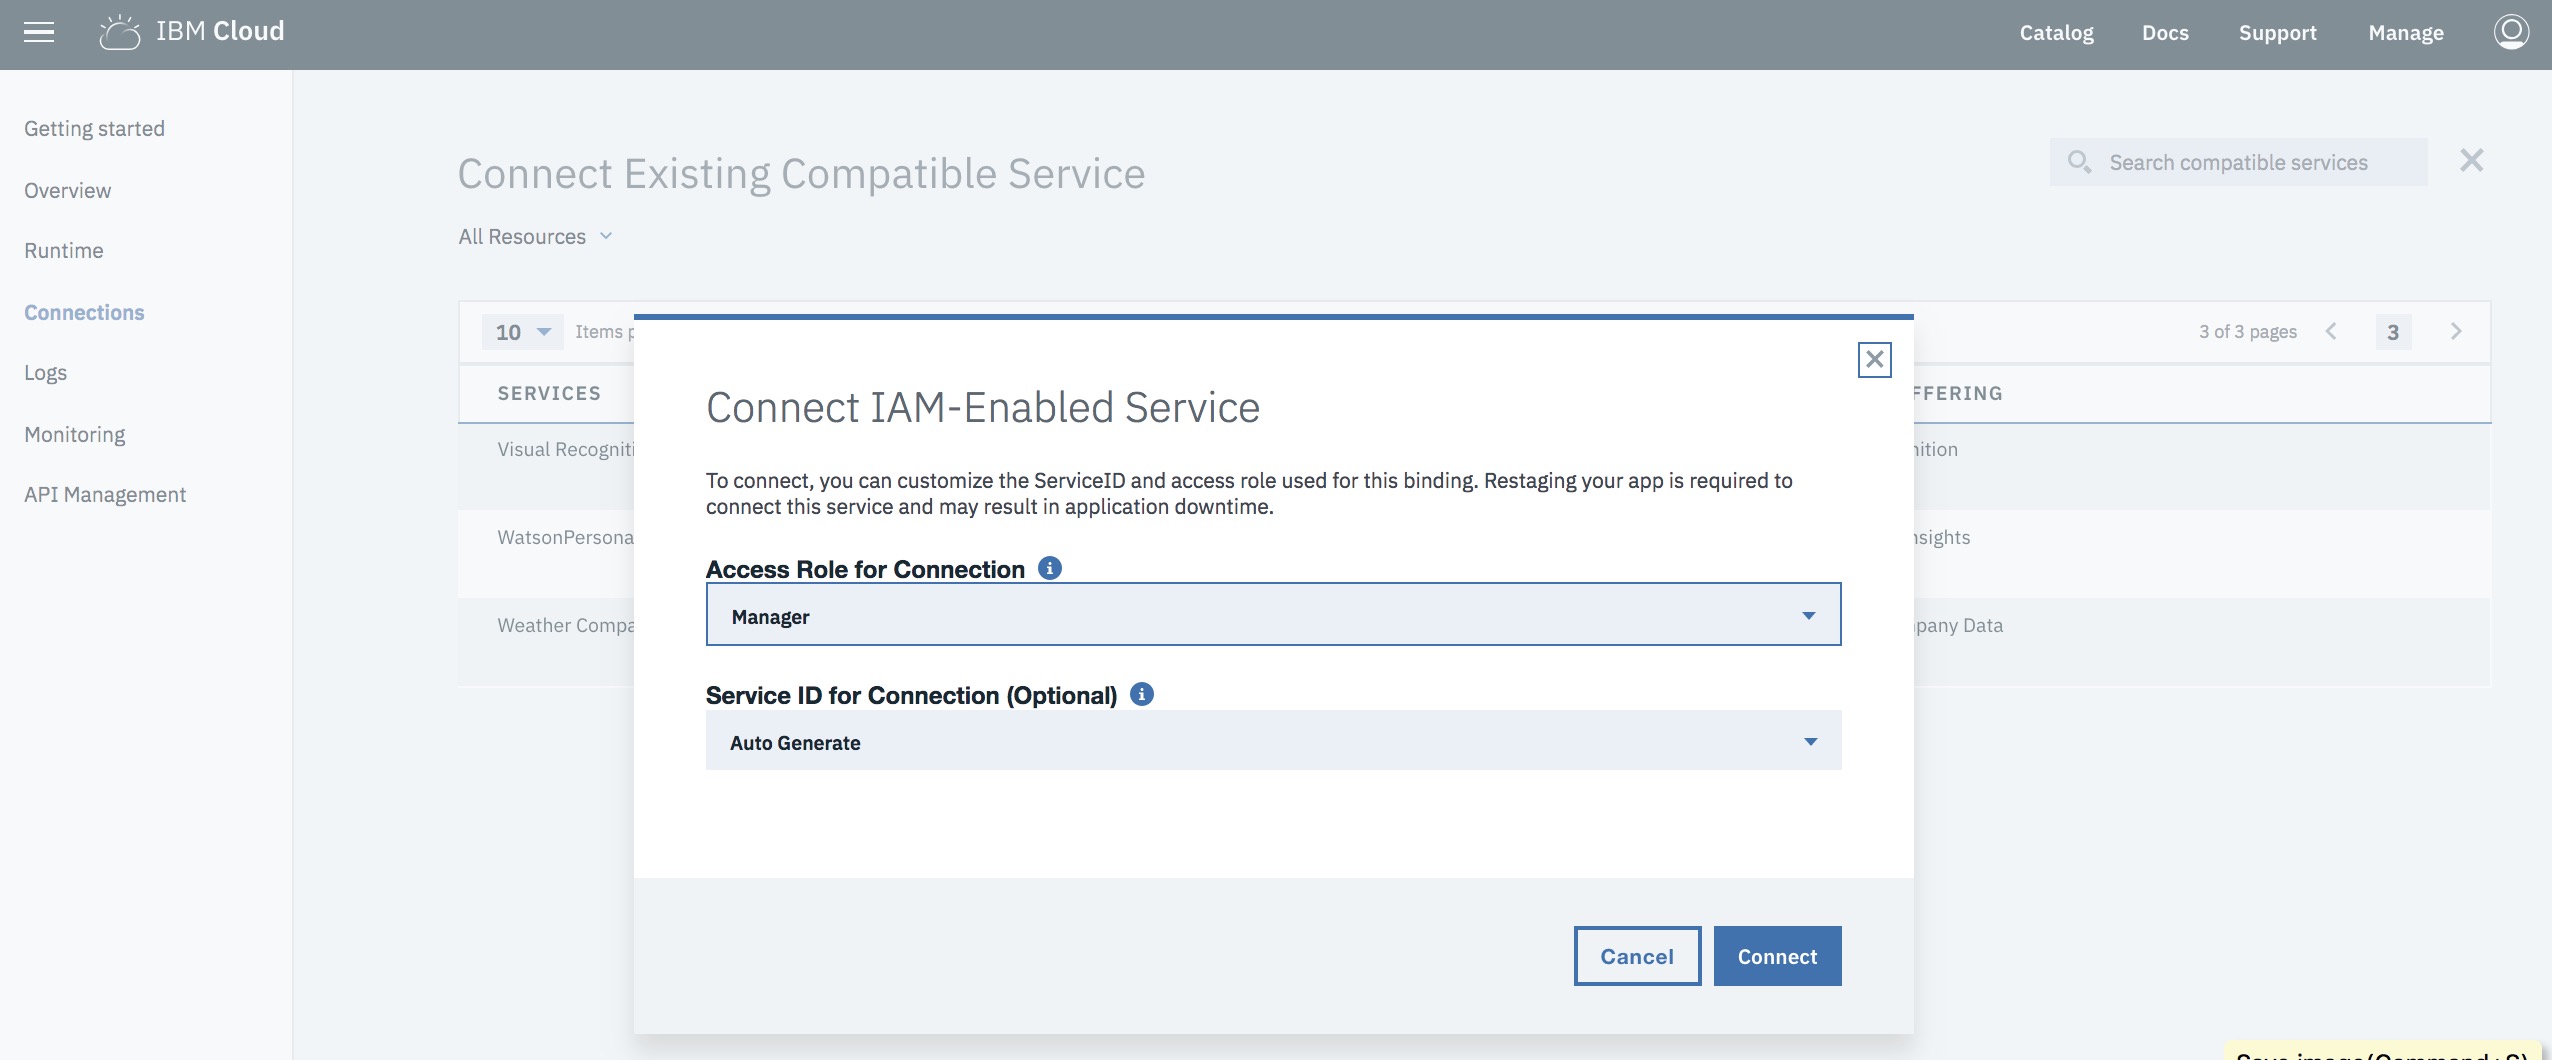 IBM Cloud
Catalog Docs Support Manage
Getting started
Overview
Runtime
Connections
Logs
Monitoring
API Management
Connect Existing Compatible Service
Search compatible services
All Resources
10 Items
3 of 3 pages 3
SERVICES FFERING
Visual Recogniti ition
WatsonPersona nsights
Weather Compa pany Data
Connect IAM-Enabled Service
To connect, you can customize the ServiceID and access role used for this binding. Restaging your app is required to
connect this service and may result in application downtime.
Access Role for Connection
Manager
Service ID for Connection (Optional)
Auto Generate
Cancel Connect